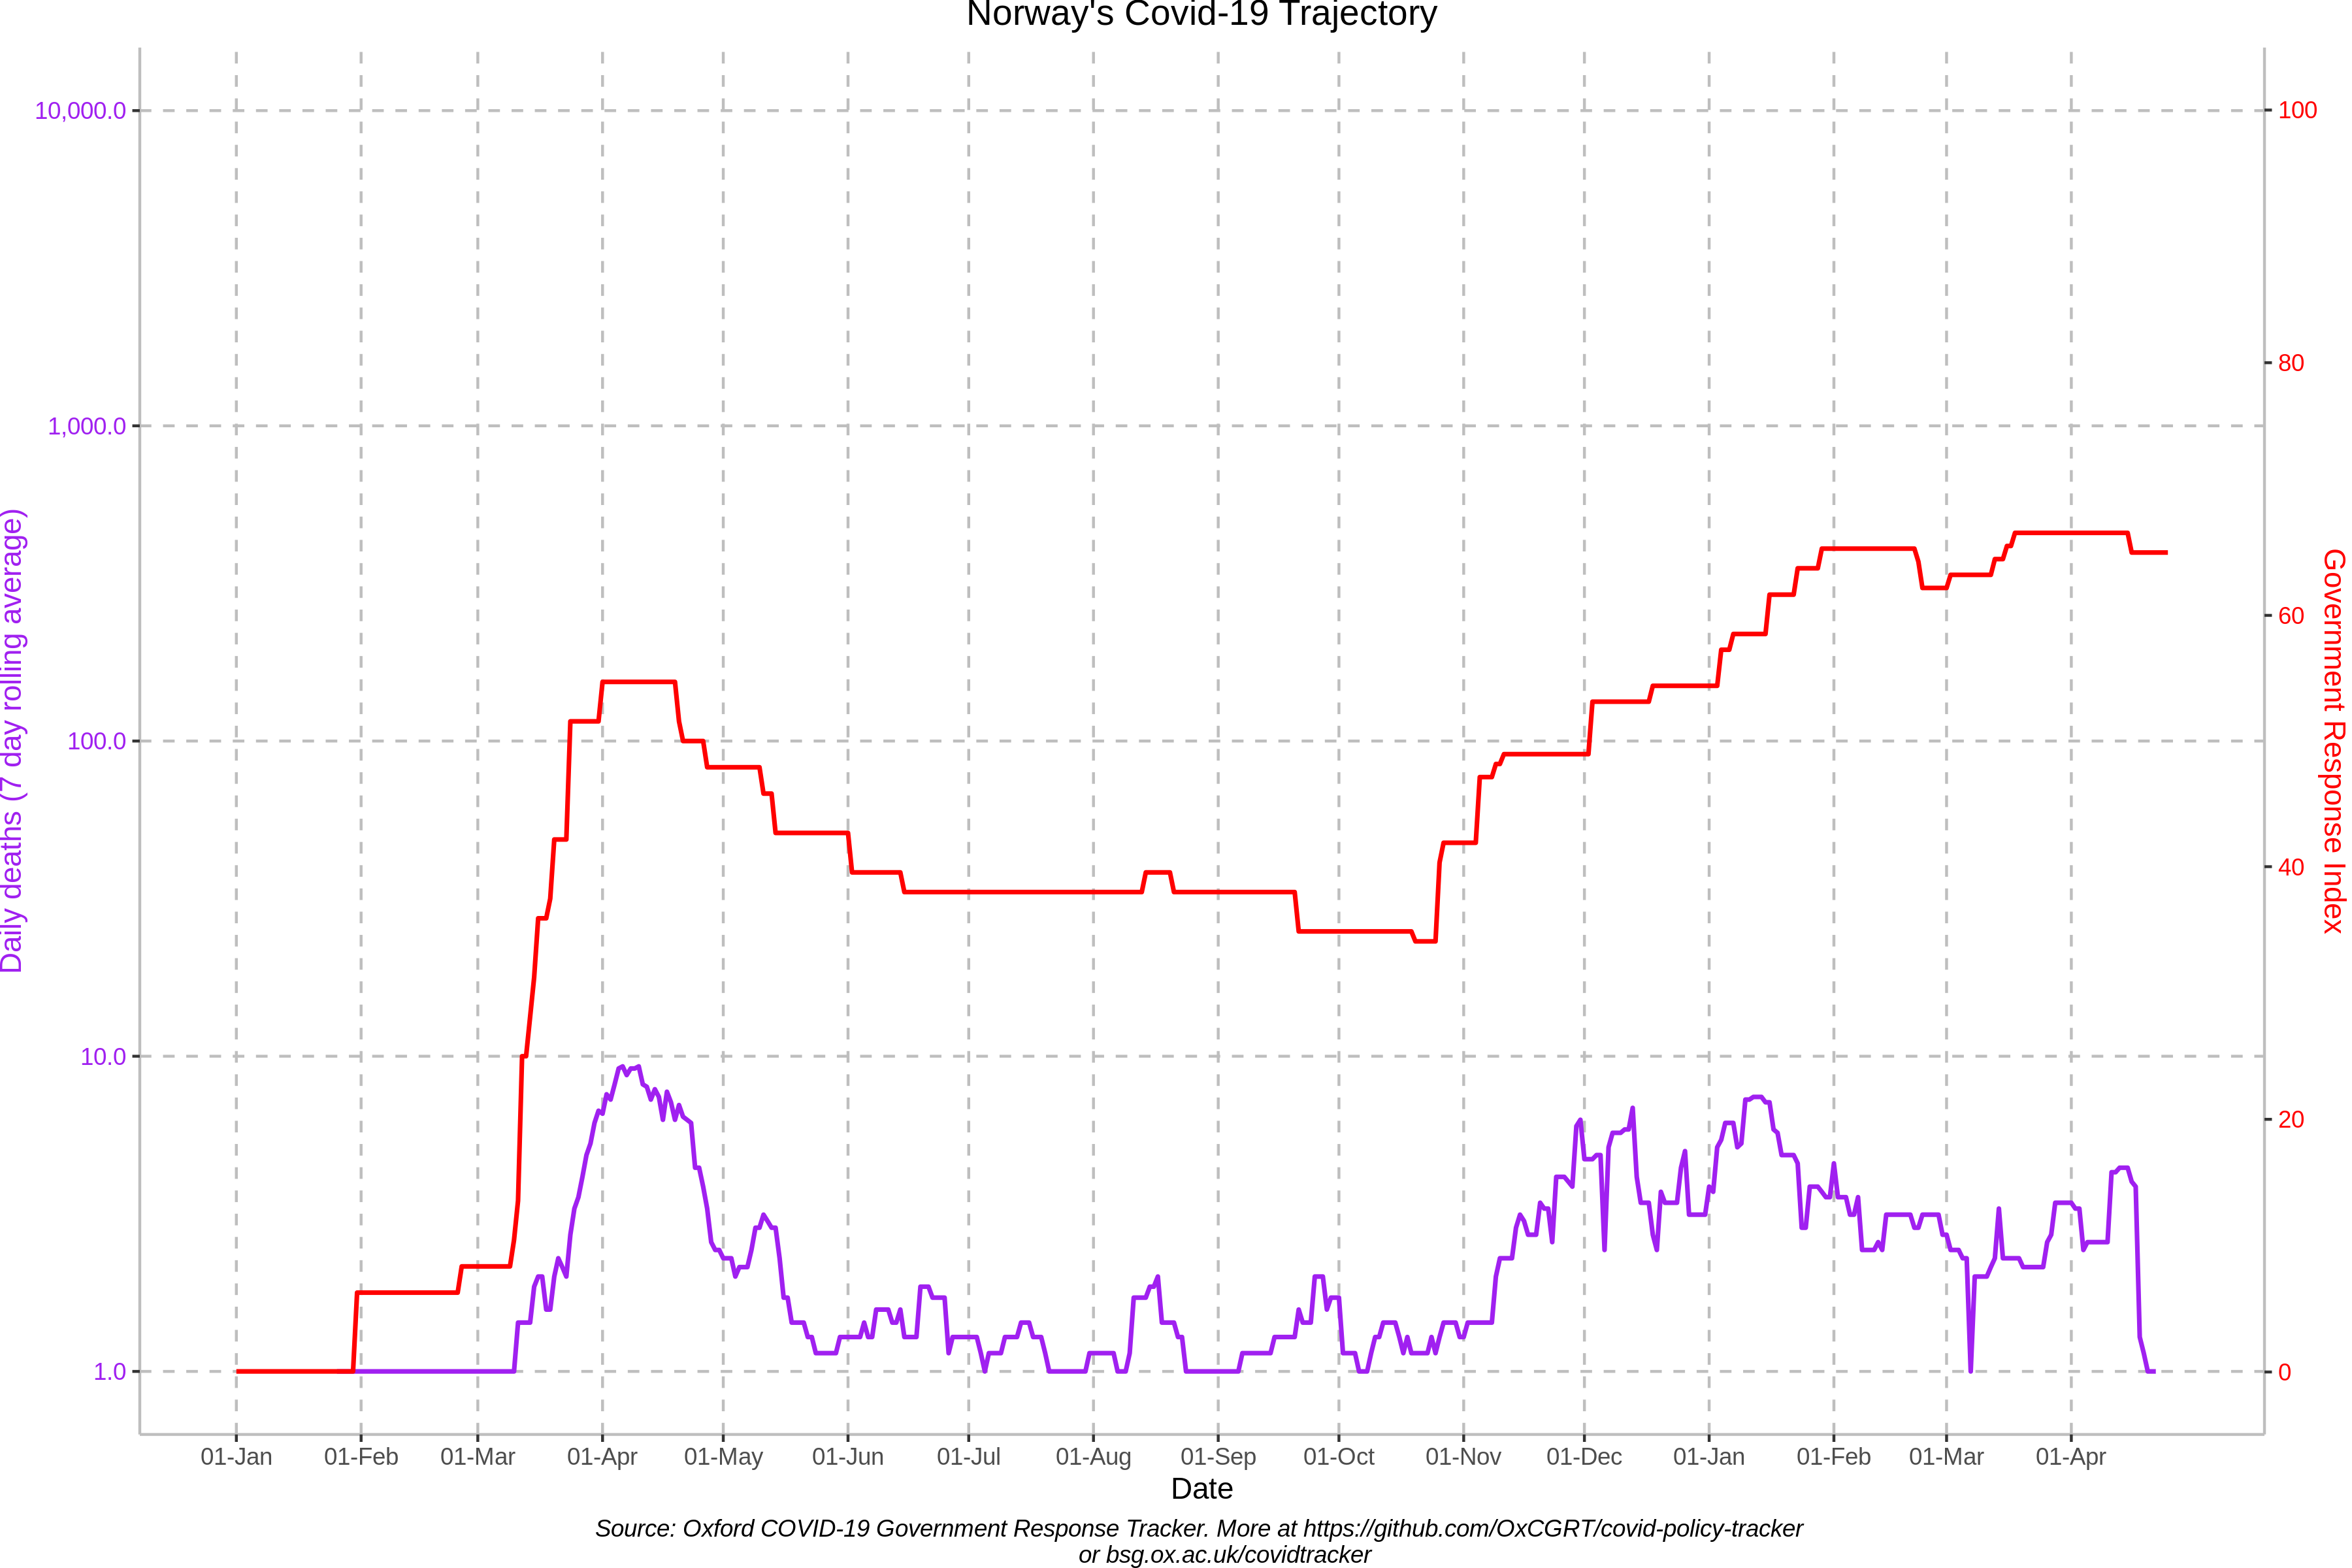 Norway's Covid-19 Trajectory
Daily deaths (7 day rolling average)
10,000.0
1,000.0
100.0
10.0
1.0
100
80
60
40
20
0
Government Response Index
01-Jan 01-Feb 01-Mar 01-Apr 01-May 01-Jun 01-Jul 01-Aug 01-Sep 01-Oct 01-Nov 01-Dec 01-Jan 01-Feb 01-Mar 01-Apr
Date
Source: Oxford COVID-19 Government Response Tracker. More at https://github.com/OxCGRT/covid-policy-tracker
or bsg.ox.ac.uk/covidtracker